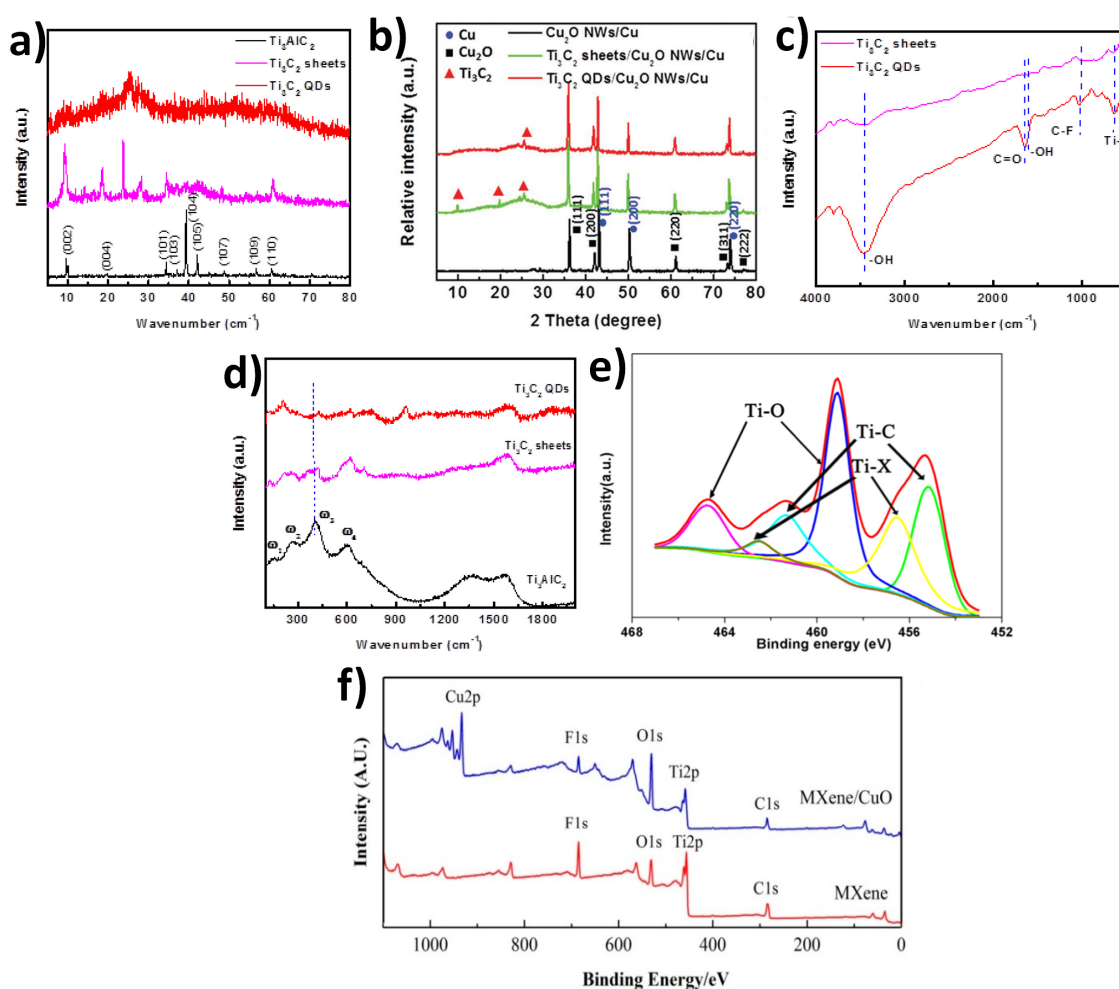 a)
Ti₃AlC₂
Ti₃C₂ sheets
Ti₃C₂ QDs
Intensity (a.u.)
(002)
(004)
(101)
(103)
(104)
(105)
(107)
(109)
(110)
5 10 20 30 40 50 60 70 80
Wavenumber (cm⁻¹)
b)
Cu
Cu₂O
Ti₃C₂
Cu₂O NWs/Cu
Ti₃C₂ sheets/Cu₂O NWs/Cu
Ti₃C₂ QDs/Cu₂O NWs/Cu
Relative intensity (a.u.)
(111)
(200)
(111)
(200)
(220)
(311)
(220)
(222)
5 10 20 30 40 50 60 70 80
2 Theta (degree)
c)
Ti₃C₂ sheets
Ti₃C₂ QDs
Intensity (a.u.)
-OH
C=O
-OH
C-F
Ti-
4000 3000 2000 1000
Wavenumber (cm⁻¹)
d)
Ti₃C₂ QDs
Ti₃C₂ sheets
Ti₃AlC₂
Intensity (a.u.)
300 600 900 1200 1500 1800
Wavenumber (cm⁻¹)
e)
Ti-O
Ti-C
Ti-X
Intensity(a.u.)
468 464 460 456 452
Binding energy (eV)
f)
Cu2p
F1s
O1s
Ti2p
C1s
MXene/CuO
F1s
O1s
Ti2p
C1s
MXene
Intensity (A.U.)
1000 800 600 400 200 0
Binding Energy/eV